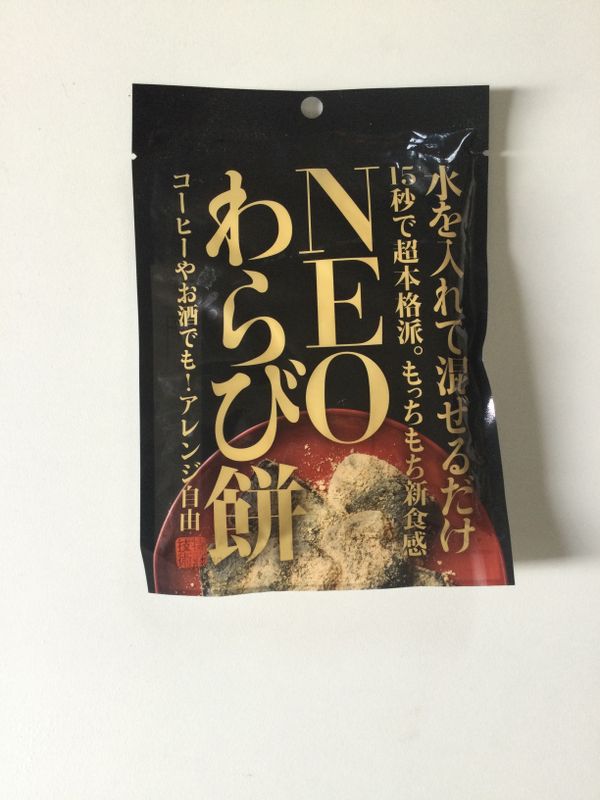 水を入れて混ぜるだけ
15秒で超本格派。もっちもち新食感
NEO
わらび餅
コーヒーやお酒でも！アレンジ自由